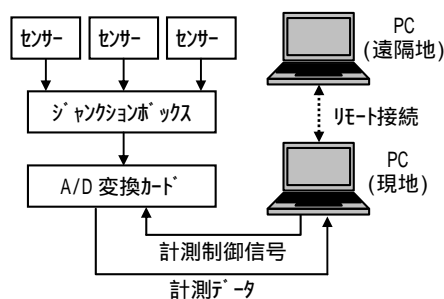 センサー センサー センサー
PC
(遠隔地)
ジャンクションボックス
リモート接続
A/D 変換カード
PC
(現地)
計測制御信号
計測データ